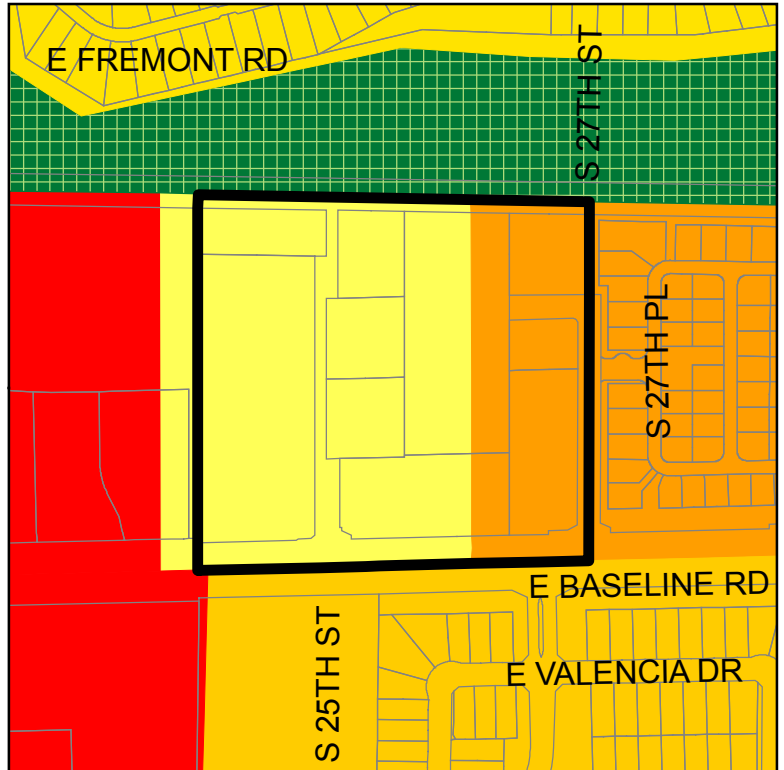 E FREMONT RD
S 27TH ST
S 27TH PL
E BASELINE RD
S 25TH ST
E VALENCIA DR